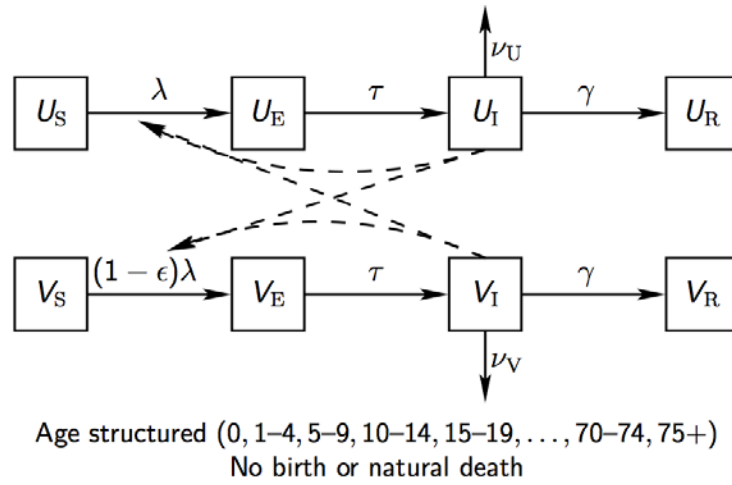 ν_U
λ τ γ
U_S U_E U_I U_R
(1 − ϵ)λ τ γ
V_S V_E V_I V_R
ν_V
Age structured (0, 1–4, 5–9, 10–14, 15–19, . . . , 70–74, 75+)
No birth or natural death